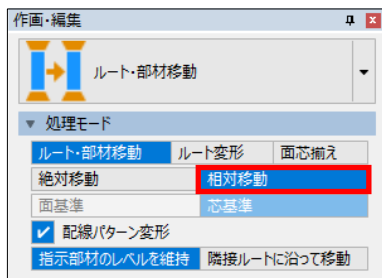 作画・編集
ルート・部材移動
処理モード
ルート・部材移動 ルート変形 面芯揃え
絶対移動 相対移動
面基準 芯基準
配線パターン変形
指示部材のレベルを維持 隣接ルートに沿って移動